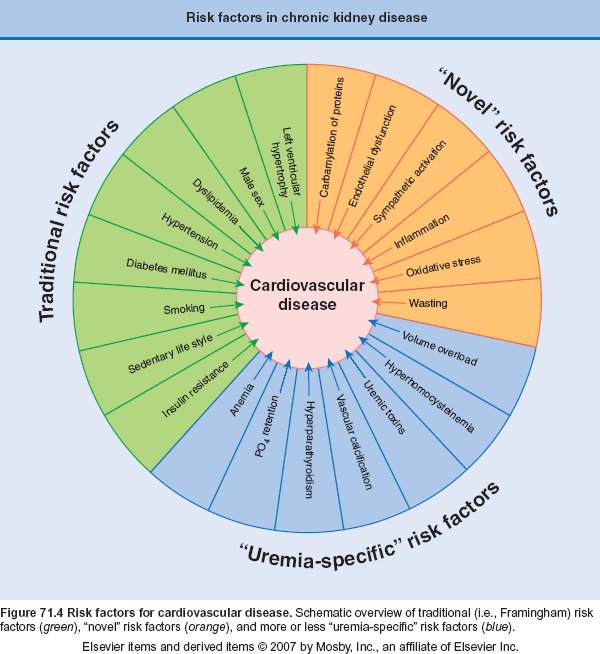 Risk factors in chronic kidney disease
Traditional risk factors
"Novel" risk factors
"Uremia-specific" risk factors
Left ventricular
hypertrophy
Male sex
Dyslipidemia
Hypertension
Diabetes mellitus
Smoking
Sedentary life style
Insulin resistance
Carbamylation of proteins
Endothelial dysfunction
Sympathetic activation
Inflammation
Oxidative stress
Wasting
Volume overload
Hyperhomocysteinemia
Uremic toxins
Vascular calcification
Hyperparathyroidism
PO₄ retention
Anemia
Cardiovascular
disease
Figure 71.4 Risk factors for cardiovascular disease. Schematic overview of traditional (i.e., Framingham) risk
factors (green), "novel" risk factors (orange), and more or less "uremia-specific" risk factors (blue).
Elsevier items and derived items © 2007 by Mosby, Inc., an affiliate of Elsevier Inc.